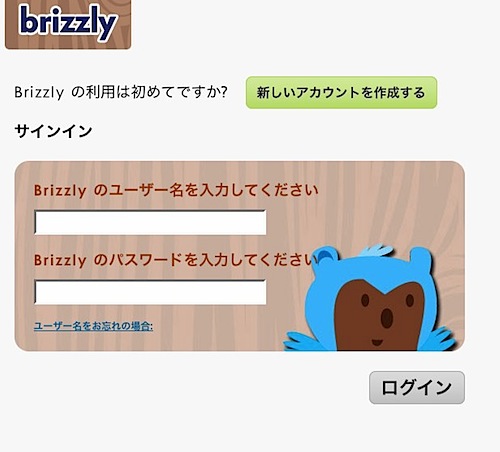 brizzly
Brizzly の利用は初めてですか?
新しいアカウントを作成する
サインイン
Brizzly のユーザー名を入力してください
Brizzly のパスワードを入力してください
ユーザー名をお忘れの場合:
ログイン